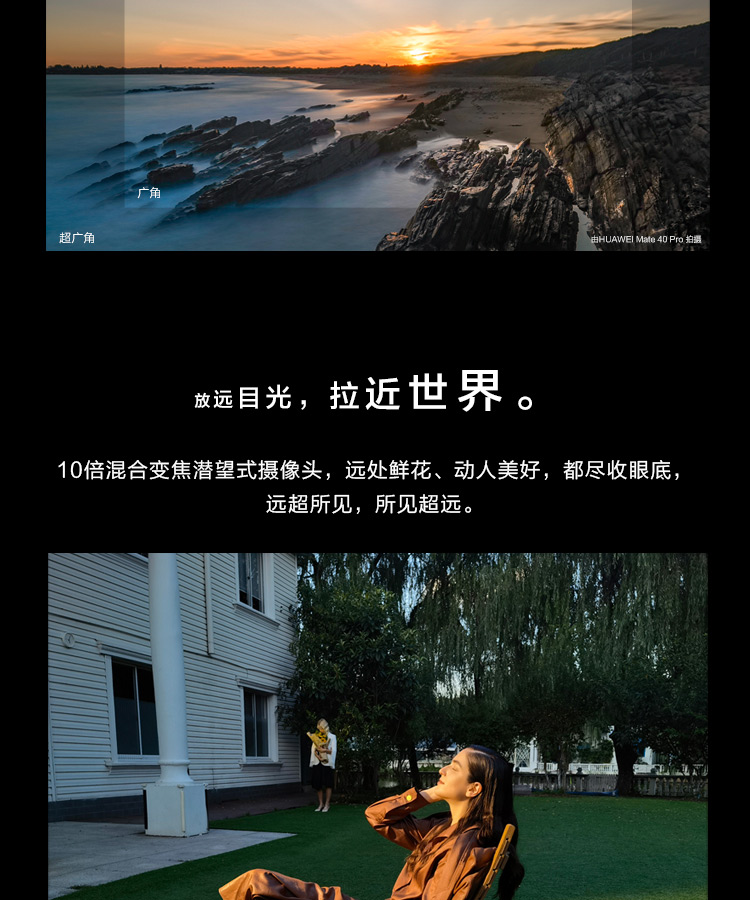 广角
超广角
由HUAWEI Mate 40 Pro 拍摄
放远目光，拉近世界。
10倍混合变焦潜望式摄像头，远处鲜花、动人美好，都尽收眼底，
远超所见，所见超远。